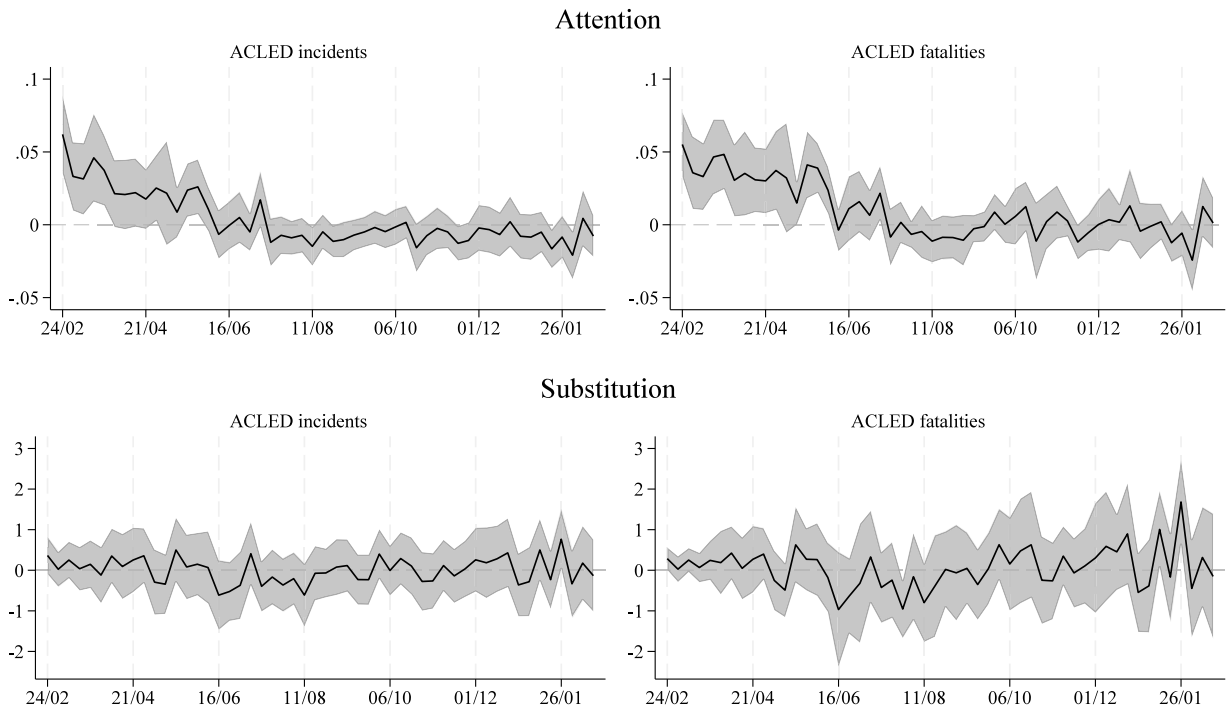 Attention
ACLED incidents
ACLED fatalities
.1
.05
0
-.05
24/02 21/04 16/06 11/08 06/10 01/12 26/01
.1
.05
0
-.05
24/02 21/04 16/06 11/08 06/10 01/12 26/01
Substitution
ACLED incidents
ACLED fatalities
3
2
1
0
-1
-2
24/02 21/04 16/06 11/08 06/10 01/12 26/01
3
2
1
0
-1
-2
24/02 21/04 16/06 11/08 06/10 01/12 26/01